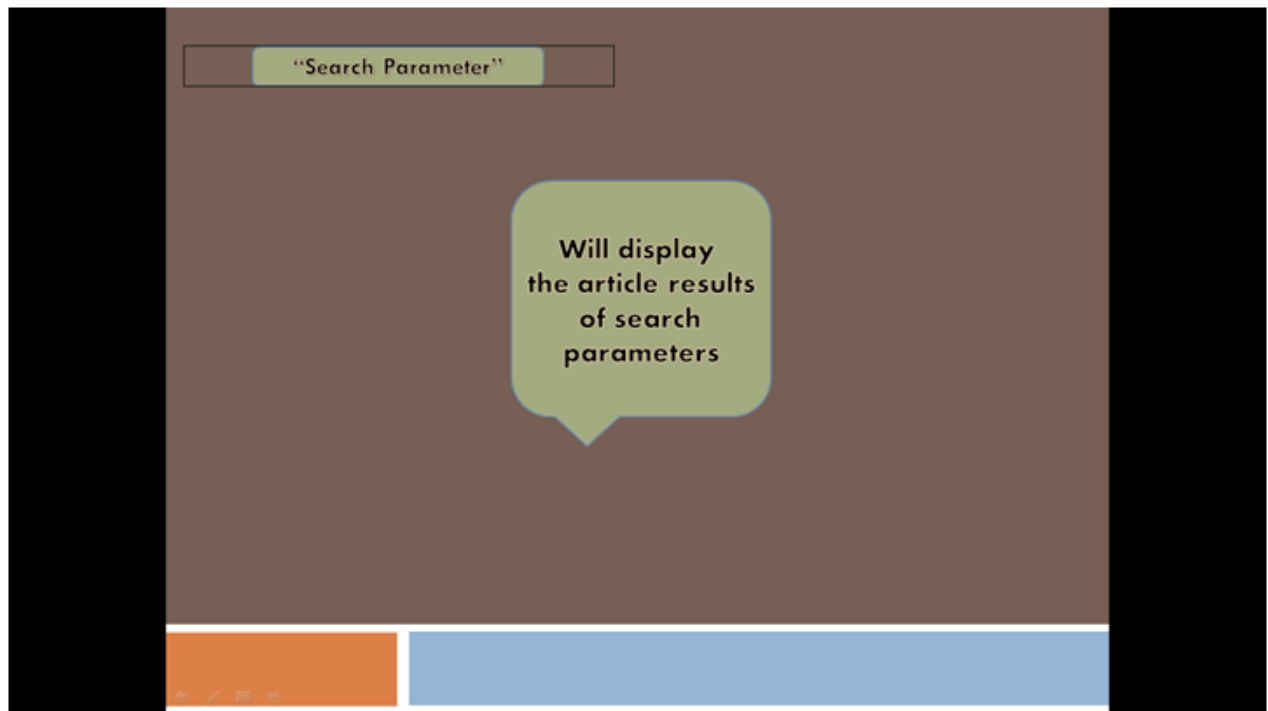 “Search Parameter”
Will display
the article results
of search
parameters